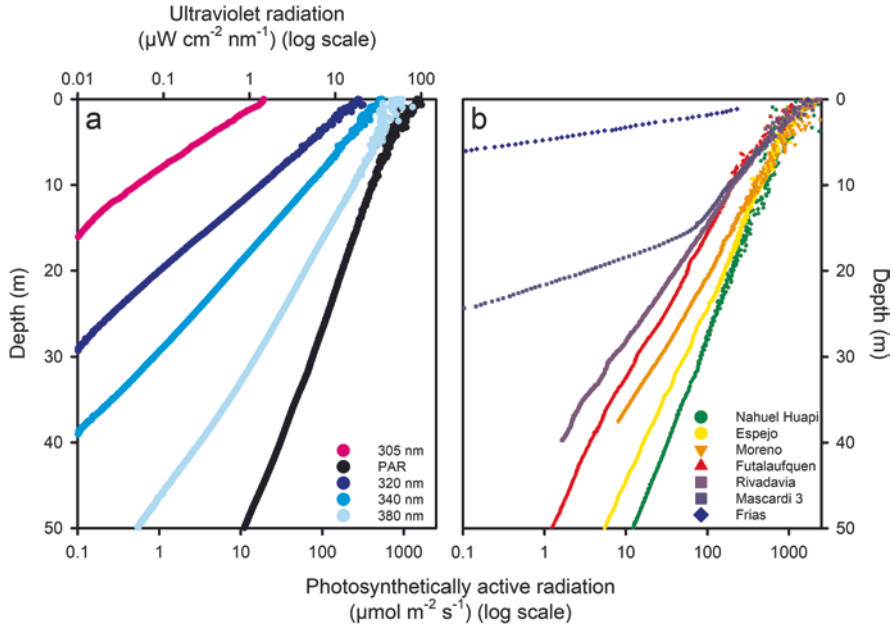 Ultraviolet radiation
(µW cm-2 nm-1) (log scale)
0.01 0.1 1 10 100
a
b
0
10
20
30
40
50
Depth (m)
305 nm
PAR
320 nm
340 nm
380 nm
0.1 1 10 100 1000
0
10
20
30
40
50
Depth (m)
Nahuel Huapi
Espejo
Moreno
Futalaufquen
Rivadavia
Mascardi 3
Frias
0.1 1 10 100 1000
Photosynthetically active radiation
(µmol m-2 s-1) (log scale)